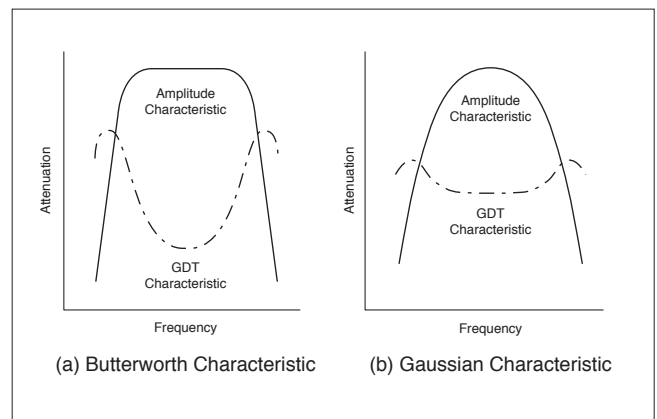 Attenuation
Amplitude
Characteristic
GDT
Characteristic
Frequency
(a) Butterworth Characteristic
Attenuation
Amplitude
Characteristic
GDT
Characteristic
Frequency
(b) Gaussian Characteristic